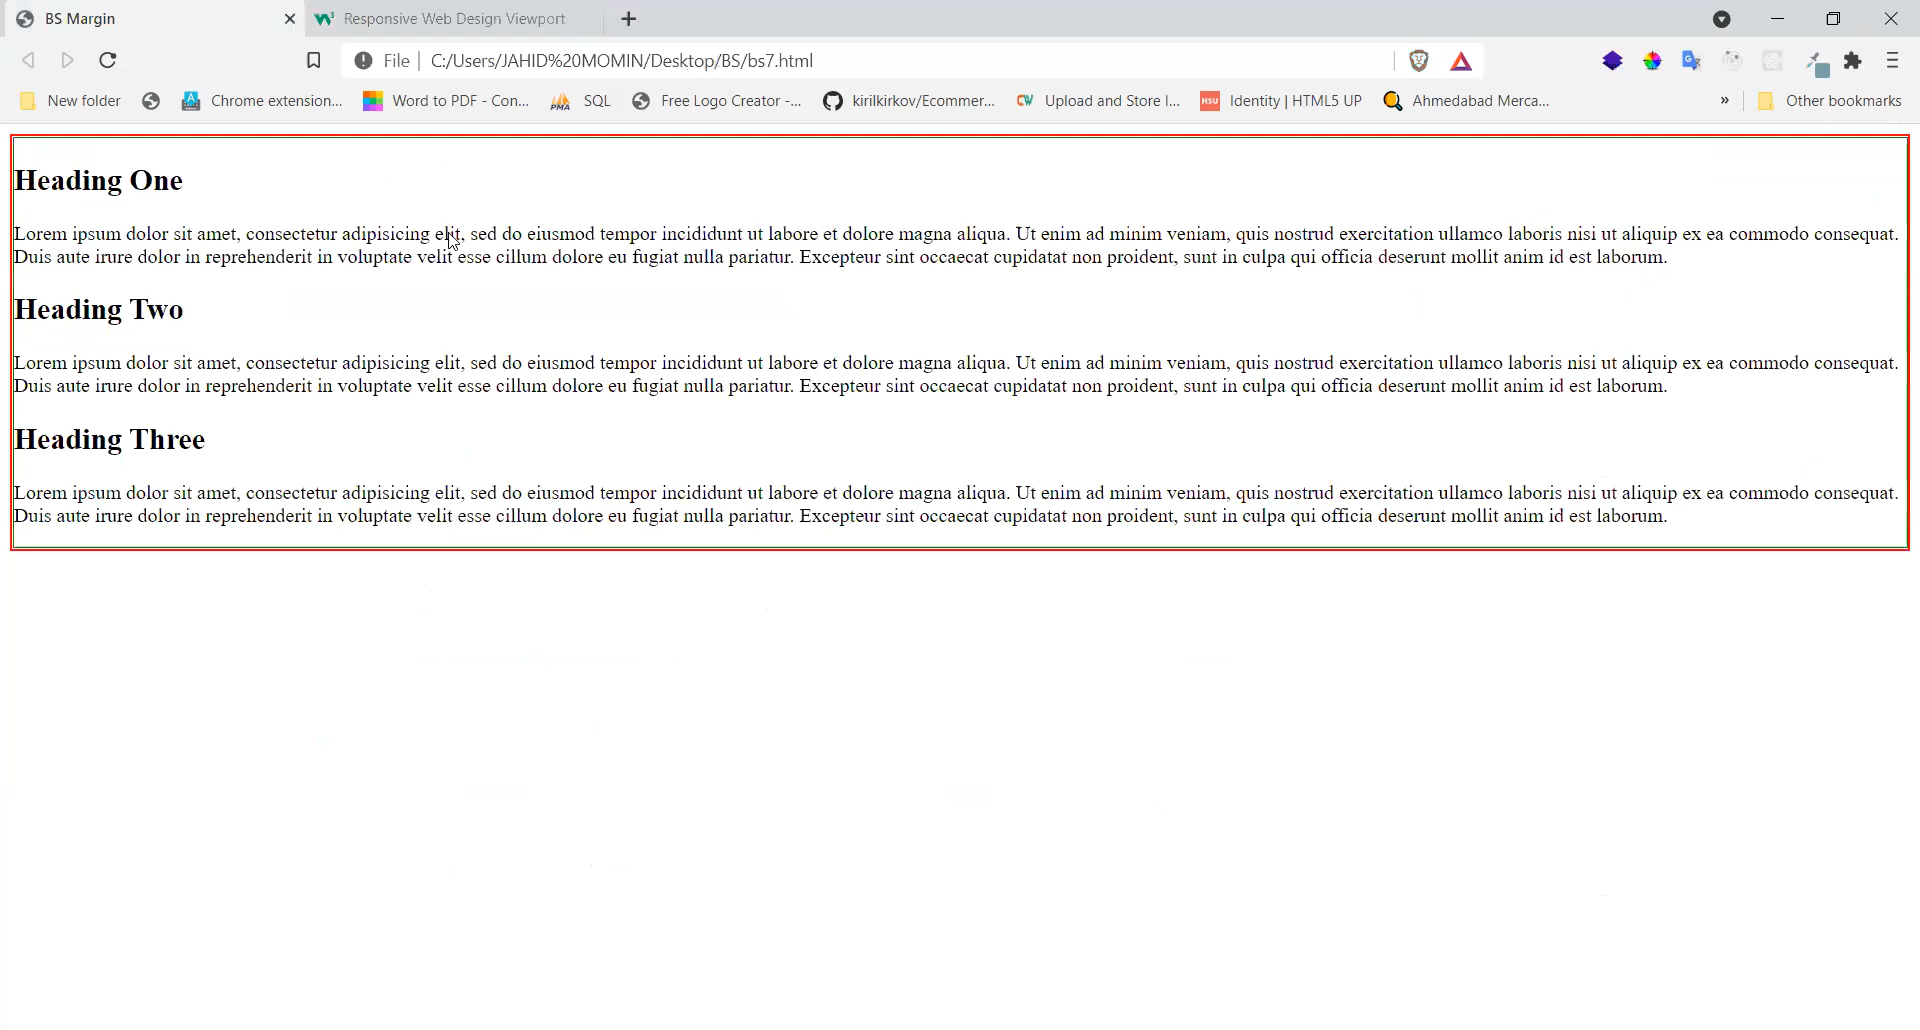 BS Margin
Responsive Web Design Viewport
File
C:/Users/JAHID%20MOMIN/Desktop/BS/bs7.html
New folder
Chrome extension...
Word to PDF - Con...
PMA
SQL
Free Logo Creator -...
kirilkirkov/Ecommer...
CW
Upload and Store I...
HSU
Identity | HTML5 UP
Ahmedabad Merca...
»
Other bookmarks
Heading One
Lorem ipsum dolor sit amet, consectetur adipisicing elit, sed do eiusmod tempor incididunt ut labore et dolore magna aliqua. Ut enim ad minim veniam, quis nostrud exercitation ullamco laboris nisi ut aliquip ex ea commodo consequat.
Duis aute irure dolor in reprehenderit in voluptate velit esse cillum dolore eu fugiat nulla pariatur. Excepteur sint occaecat cupidatat non proident, sunt in culpa qui officia deserunt mollit anim id est laborum.
Heading Two
Lorem ipsum dolor sit amet, consectetur adipisicing elit, sed do eiusmod tempor incididunt ut labore et dolore magna aliqua. Ut enim ad minim veniam, quis nostrud exercitation ullamco laboris nisi ut aliquip ex ea commodo consequat.
Duis aute irure dolor in reprehenderit in voluptate velit esse cillum dolore eu fugiat nulla pariatur. Excepteur sint occaecat cupidatat non proident, sunt in culpa qui officia deserunt mollit anim id est laborum.
Heading Three
Lorem ipsum dolor sit amet, consectetur adipisicing elit, sed do eiusmod tempor incididunt ut labore et dolore magna aliqua. Ut enim ad minim veniam, quis nostrud exercitation ullamco laboris nisi ut aliquip ex ea commodo consequat.
Duis aute irure dolor in reprehenderit in voluptate velit esse cillum dolore eu fugiat nulla pariatur. Excepteur sint occaecat cupidatat non proident, sunt in culpa qui officia deserunt mollit anim id est laborum.